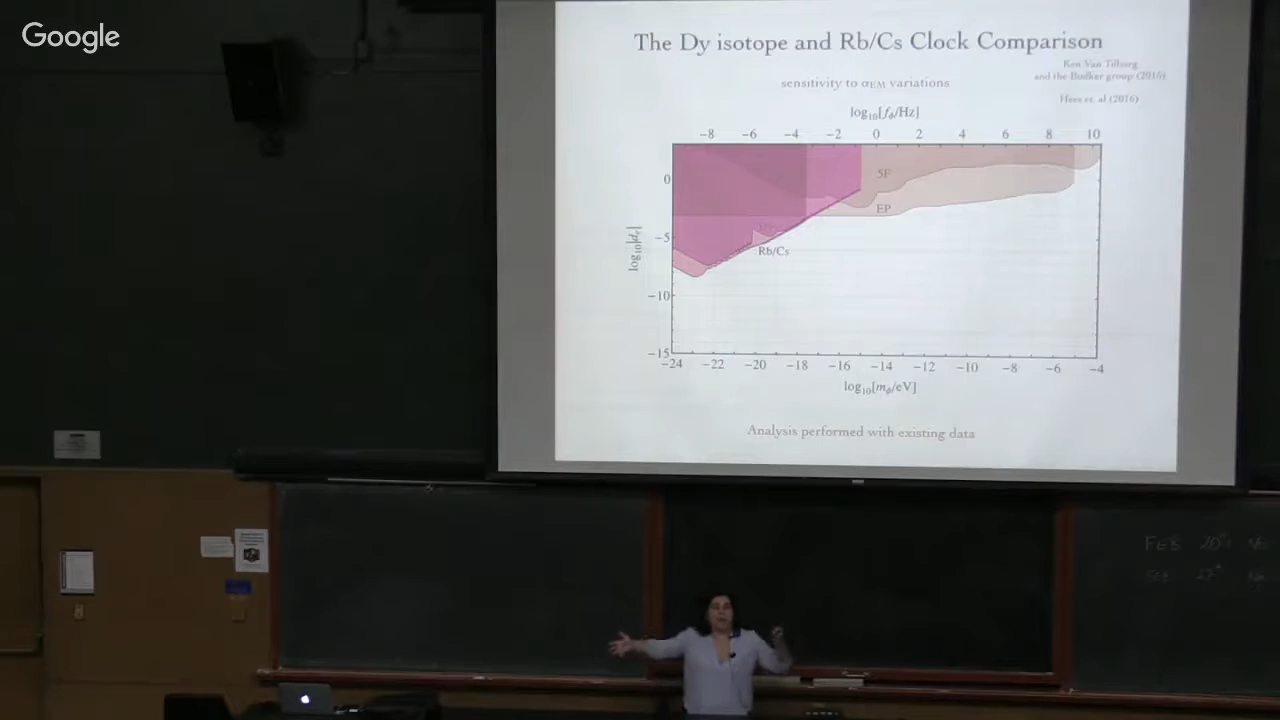 Google
The Dy isotope and Rb/Cs Clock Comparison
Ken Van Tilburg
and the Budker group (2015)
Hees et. al (2016)
sensitivity to αEM variations
log₁₀[fϕ/Hz]
−8 −6 −4 −2 0 2 4 6 8 10
0
5F
EP
log₁₀|dₑ|
−5
Rb/Cs
−10
−15
−24 −22 −20 −18 −16 −14 −12 −10 −8 −6 −4
log₁₀[mϕ/eV]
Analysis performed with existing data
FEB 20